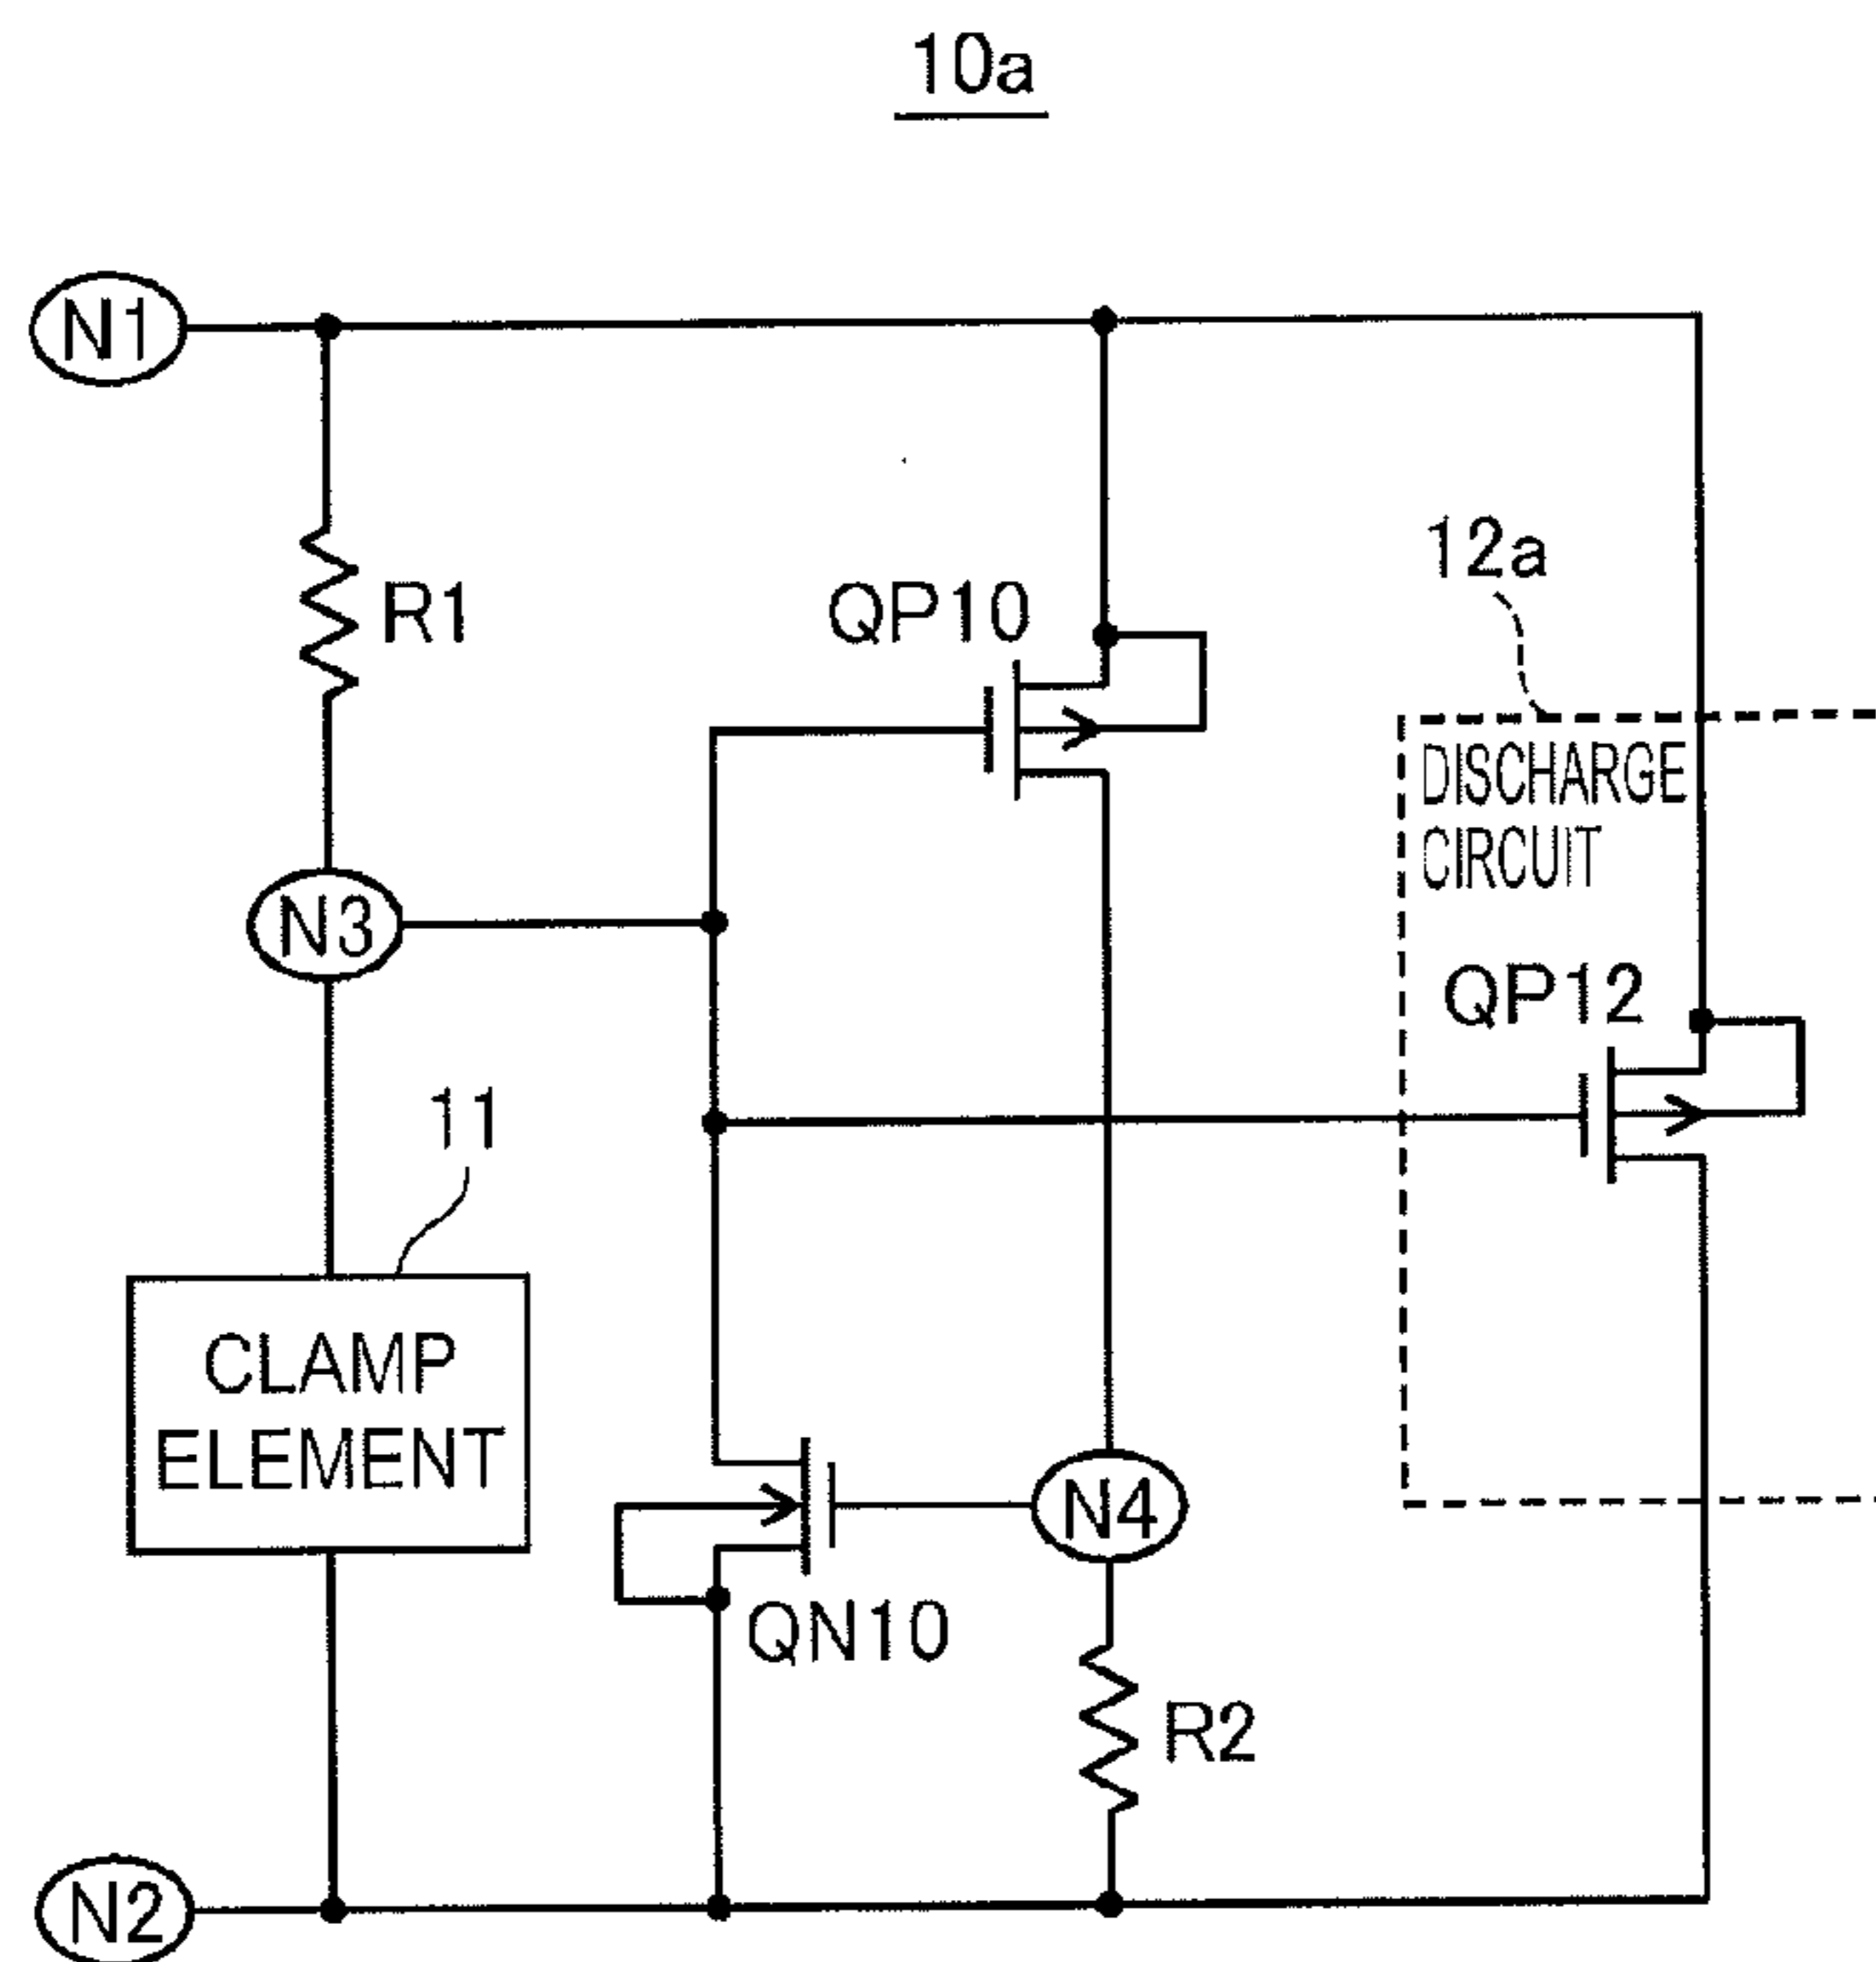 10a
N1
R1
QP10
12a
DISCHARGE
CIRCUIT
N3
QP12
11
CLAMP
ELEMENT
N4
QN10
R2
N2